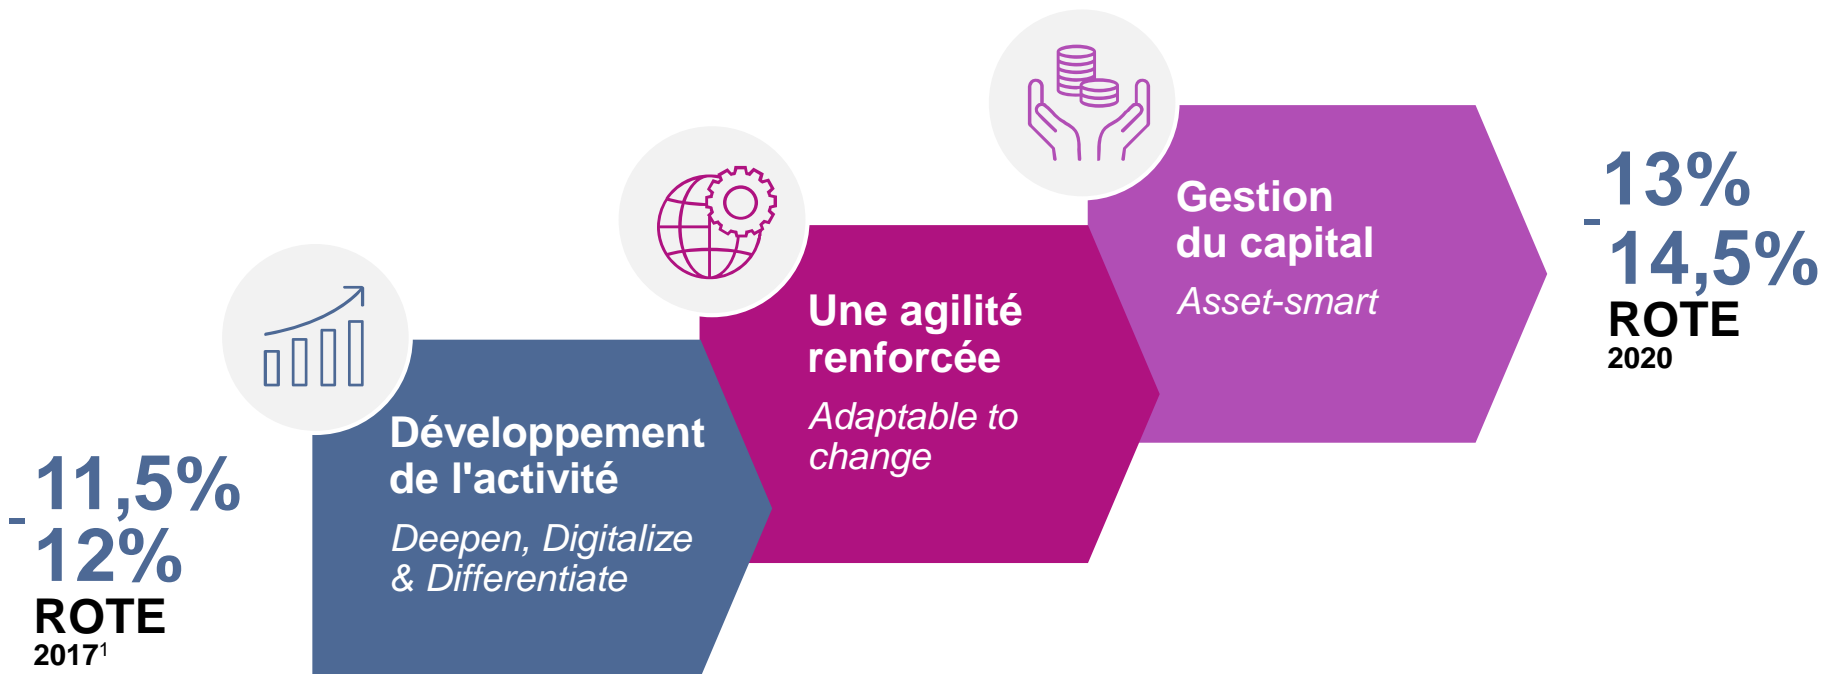 11,5%
-
12%
ROTE
2017¹
Développement
de l'activité
Deepen, Digitalize
& Differentiate
Une agilité
renforcée
Adaptable to
change
Gestion
du capital
Asset-smart
13%
-
14,5%
ROTE
2020